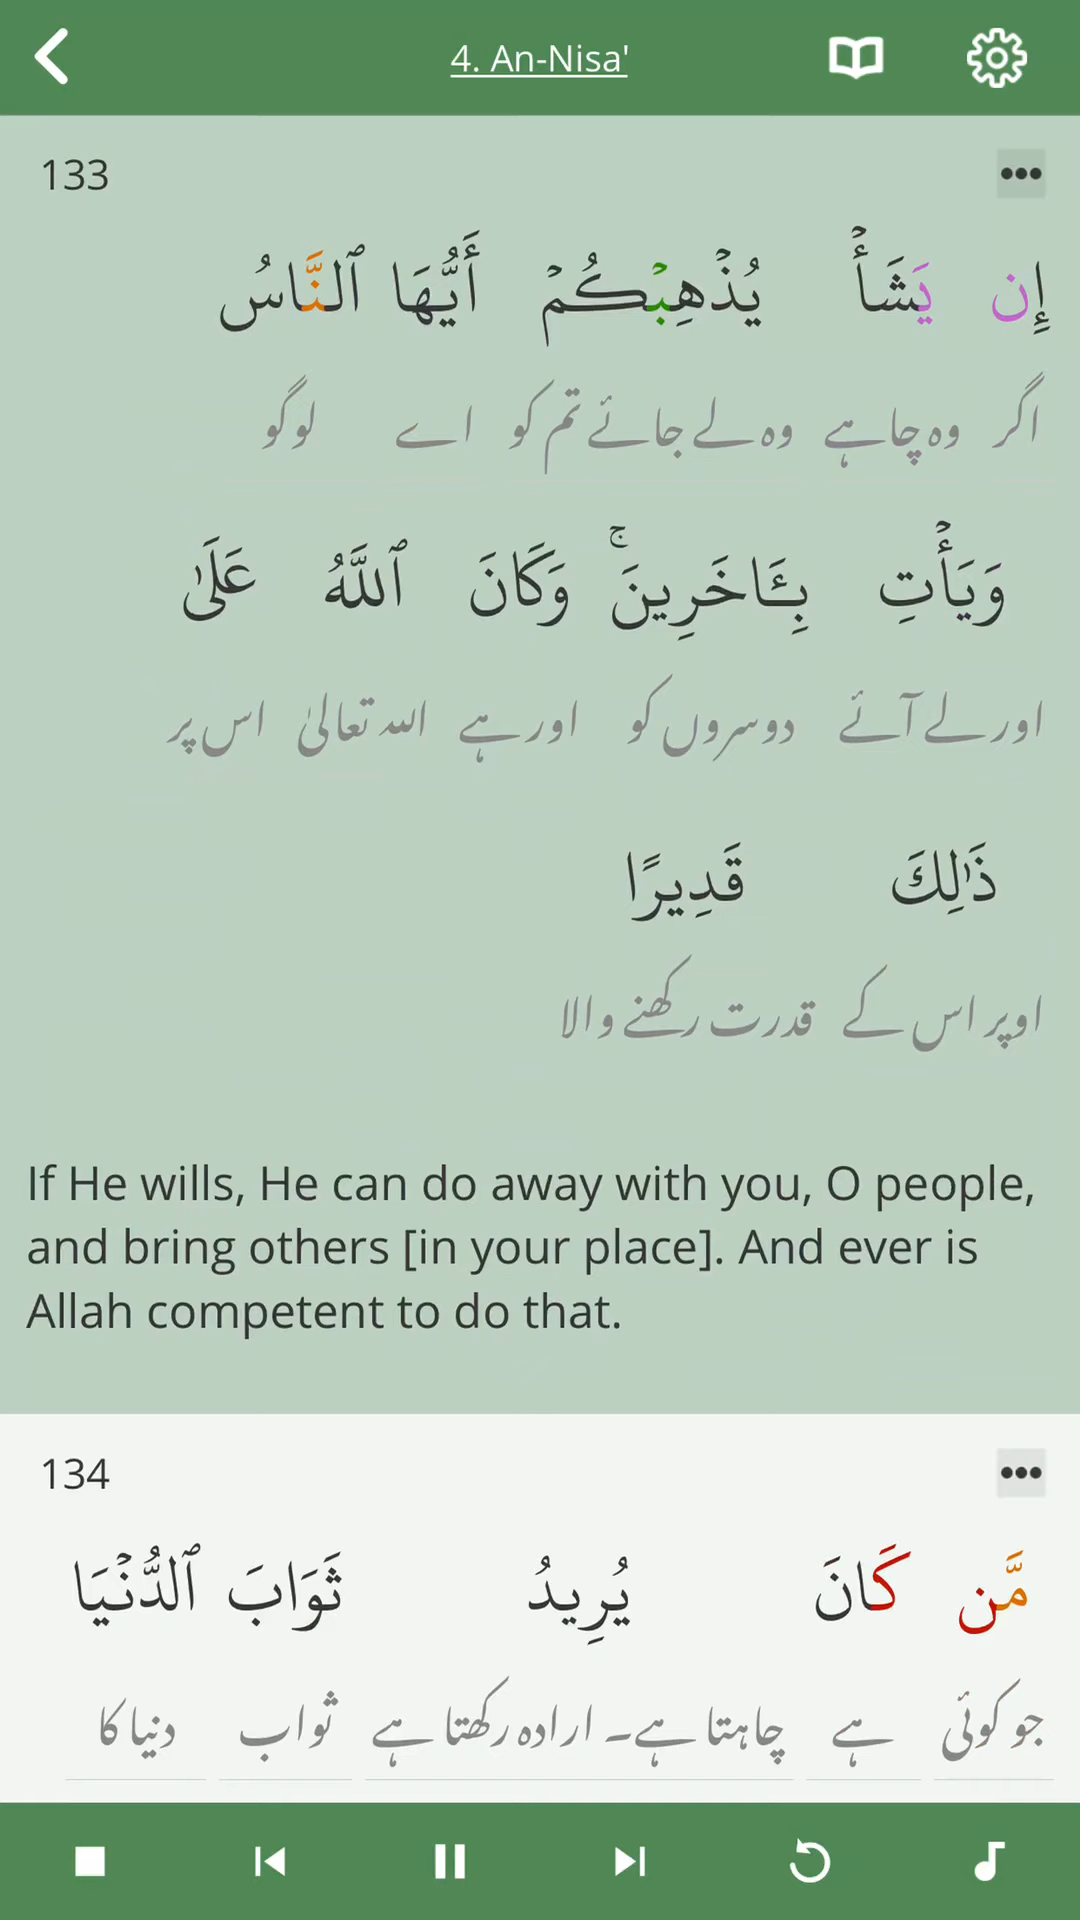 4. An-Nisa'
133
إِن يَشَأۡ يُذۡهِبۡكُمۡ أَيُّهَا ٱلنَّاسُ
اگر وہ چاہے وہ لے جائے تم کو اے لوگو
وَيَأۡتِ بِـَٔاخَرِينَۚ وَكَانَ ٱللَّهُ عَلَىٰ
اور لے آئے دوسروں کو اور ہے اللہ تعالیٰ اس پر
ذَٰلِكَ قَدِيرًا
اوپر اس کے قدرت رکھنے والا
If He wills, He can do away with you, O people,
and bring others [in your place]. And ever is
Allah competent to do that.
134
مَّن كَانَ يُرِيدُ ثَوَابَ ٱلدُّنۡيَا
جو کوئی ہے چاہتا ہے۔ ارادہ رکھتا ہے ثواب دنیا کا